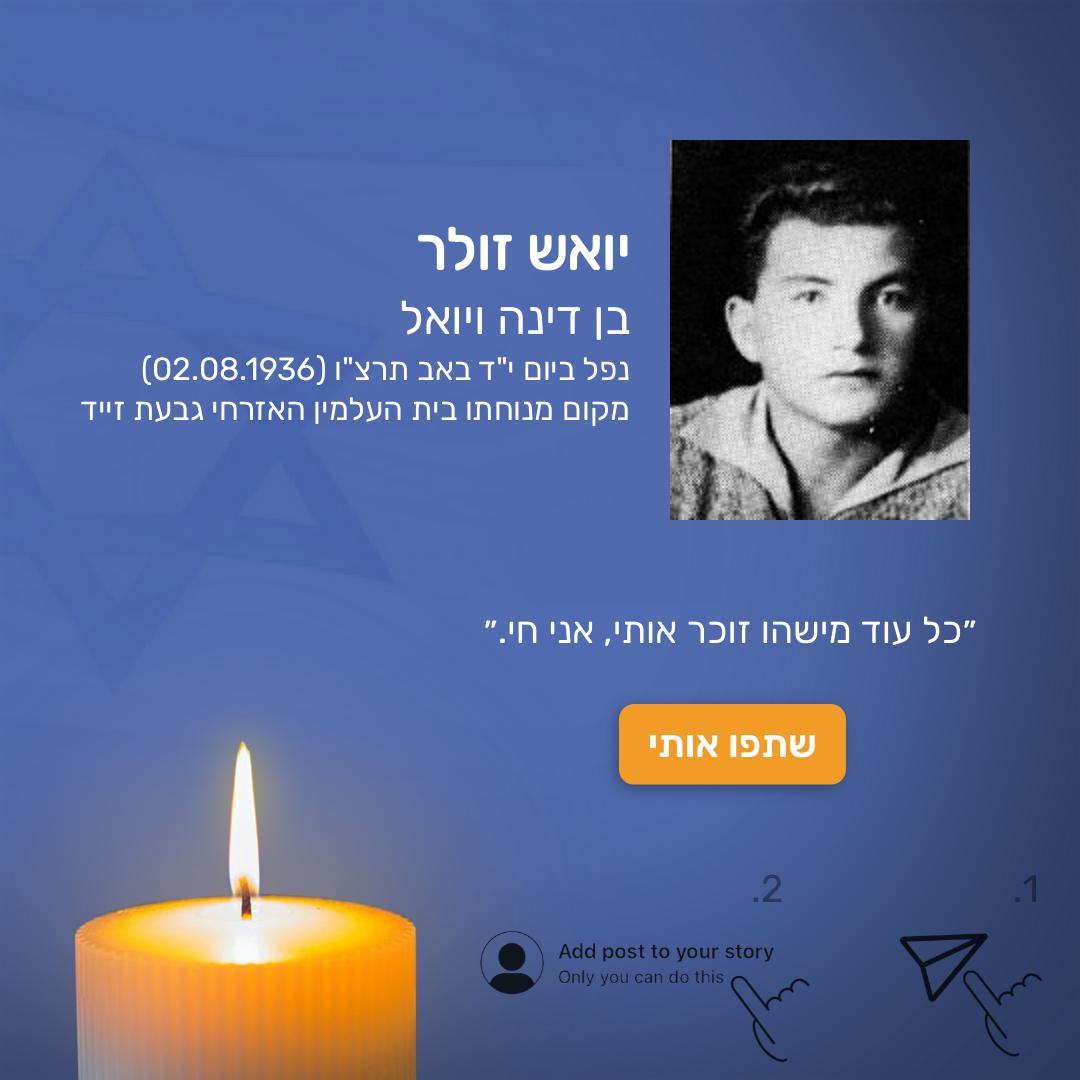 יואש זולר
בן דינה ויואל
נפל ביום י"ד באב תרצ"ו (02.08.1936)
מקום מנוחתו בית העלמין האזרחי גבעת זייד
״כל עוד מישהו זוכר אותי, אני חי.״
שתפו אותי
1.
2.
Add post to your story
Only you can do this